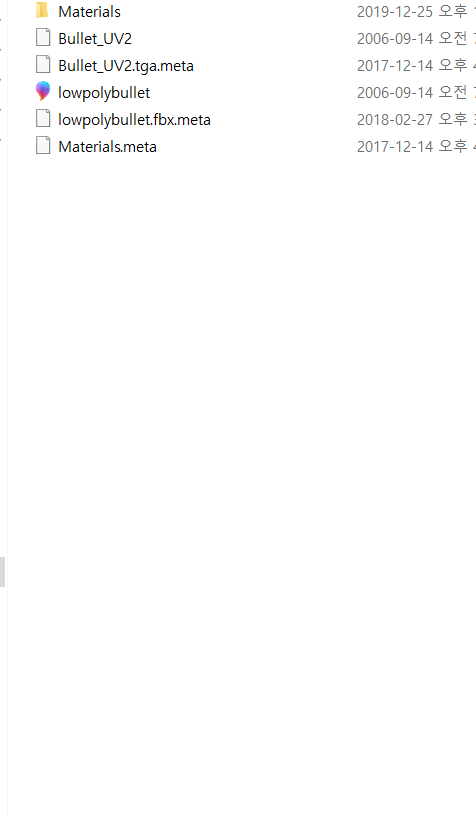 Materials 2019-12-25 오후
Bullet_UV2 2006-09-14 오전
Bullet_UV2.tga.meta 2017-12-14 오후
lowpolybullet 2006-09-14 오전
lowpolybullet.fbx.meta 2018-02-27 오후
Materials.meta 2017-12-14 오후